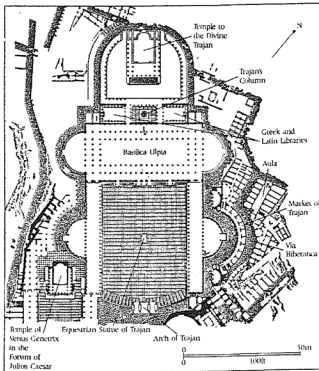 Temple to
the Divine
Trajan
N
Trajan's
Column
Greek and
Latin Libraries
Basilica Ulpia
Aula
Market of
Trajan
Via
Biberatica
Temple of
Venus Genetrix
in the
Forum of
Julius Caesar
Equestrian Statue of Trajan
Arch of Trajan
0 50m
0 100ft